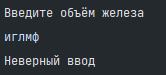 Введите объём железа
иглмф
Неверный ввод